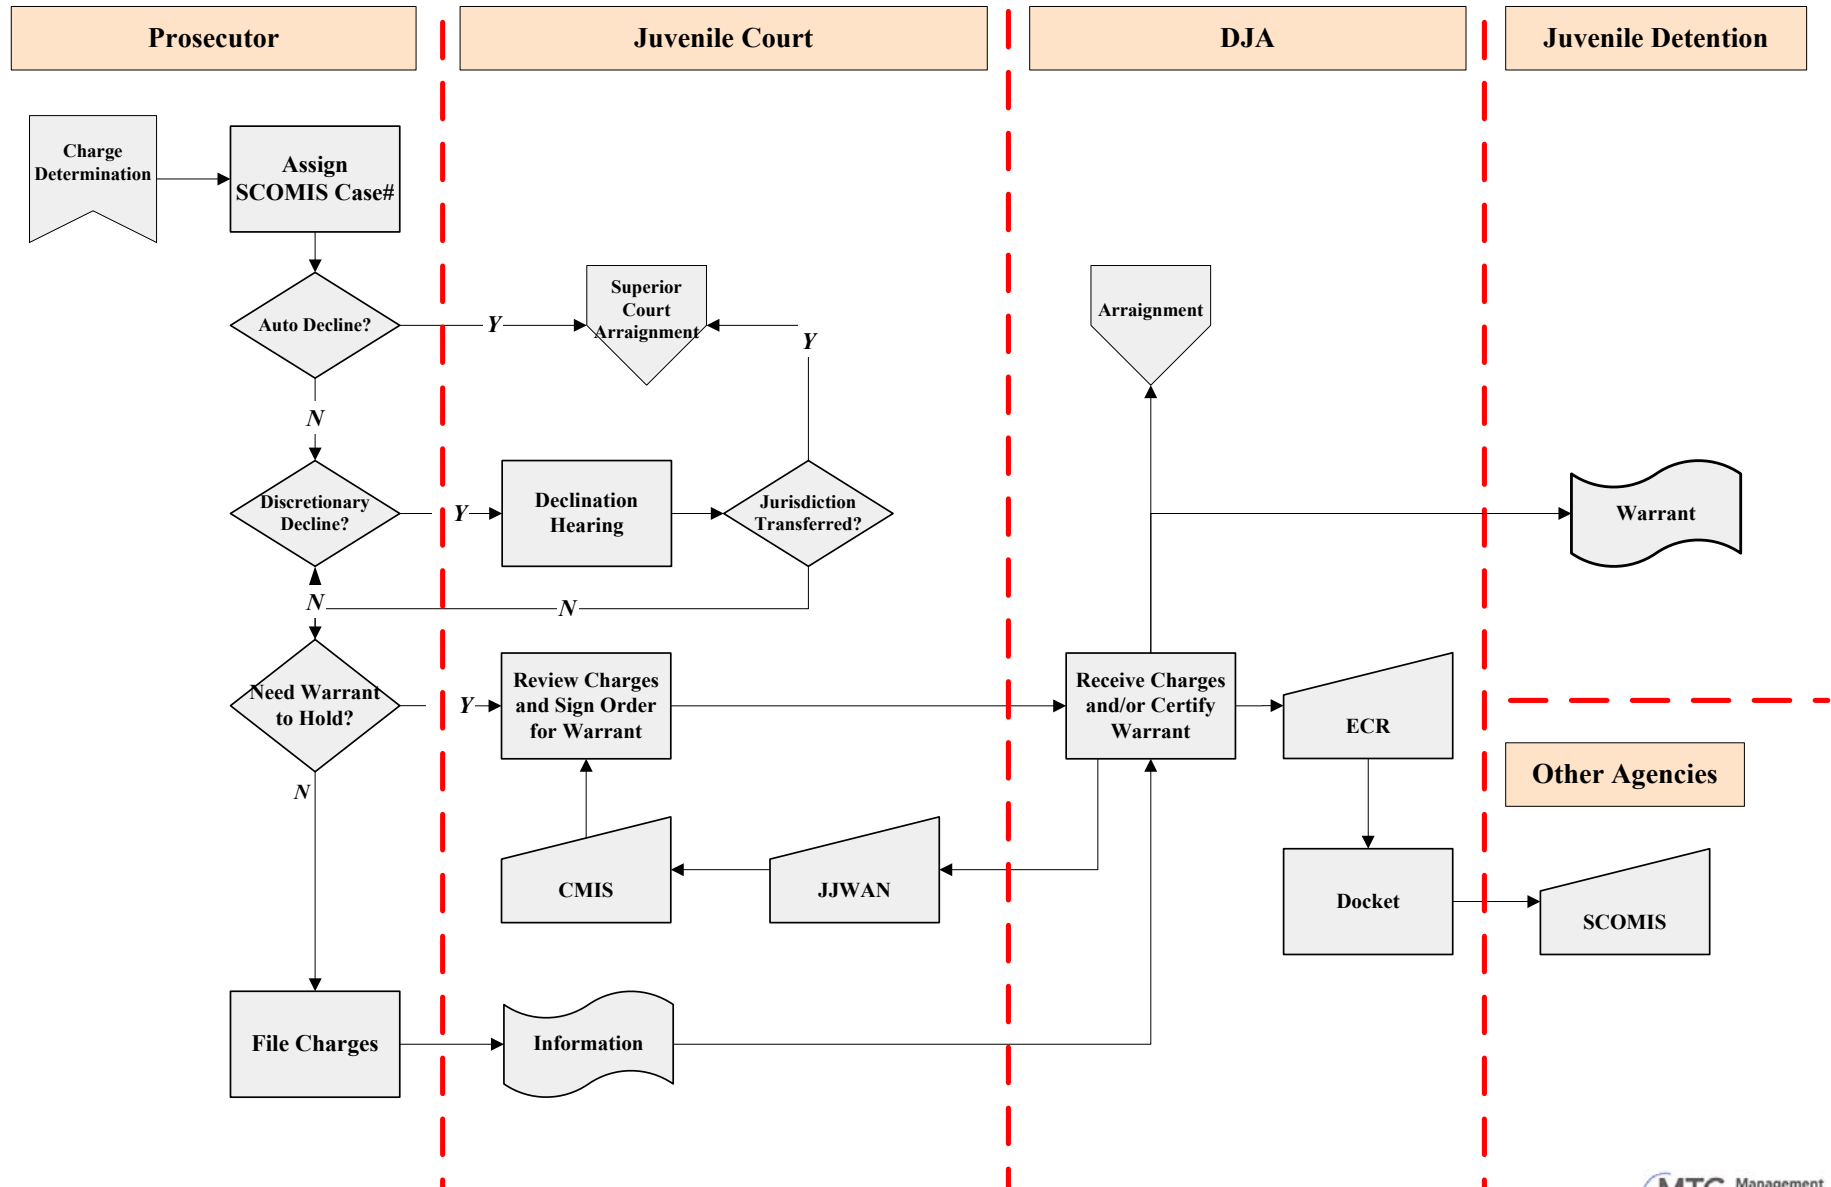 Prosecutor
Juvenile Court
DJA
Juvenile Detention
Charge
Determination
Assign
SCOMIS Case#
Auto Decline?
Y
Superior
Court
Arraignment
Y
Arraignment
N
Discretionary
Decline?
Y
Declination
Hearing
Jurisdiction
Transferred?
Warrant
N
N
Need Warrant
to Hold?
Y
Review Charges
and Sign Order
for Warrant
Receive Charges
and/or Certify
Warrant
ECR
N
Other Agencies
CMIS
JJWAN
Docket
SCOMIS
File Charges
Information
MTG Management